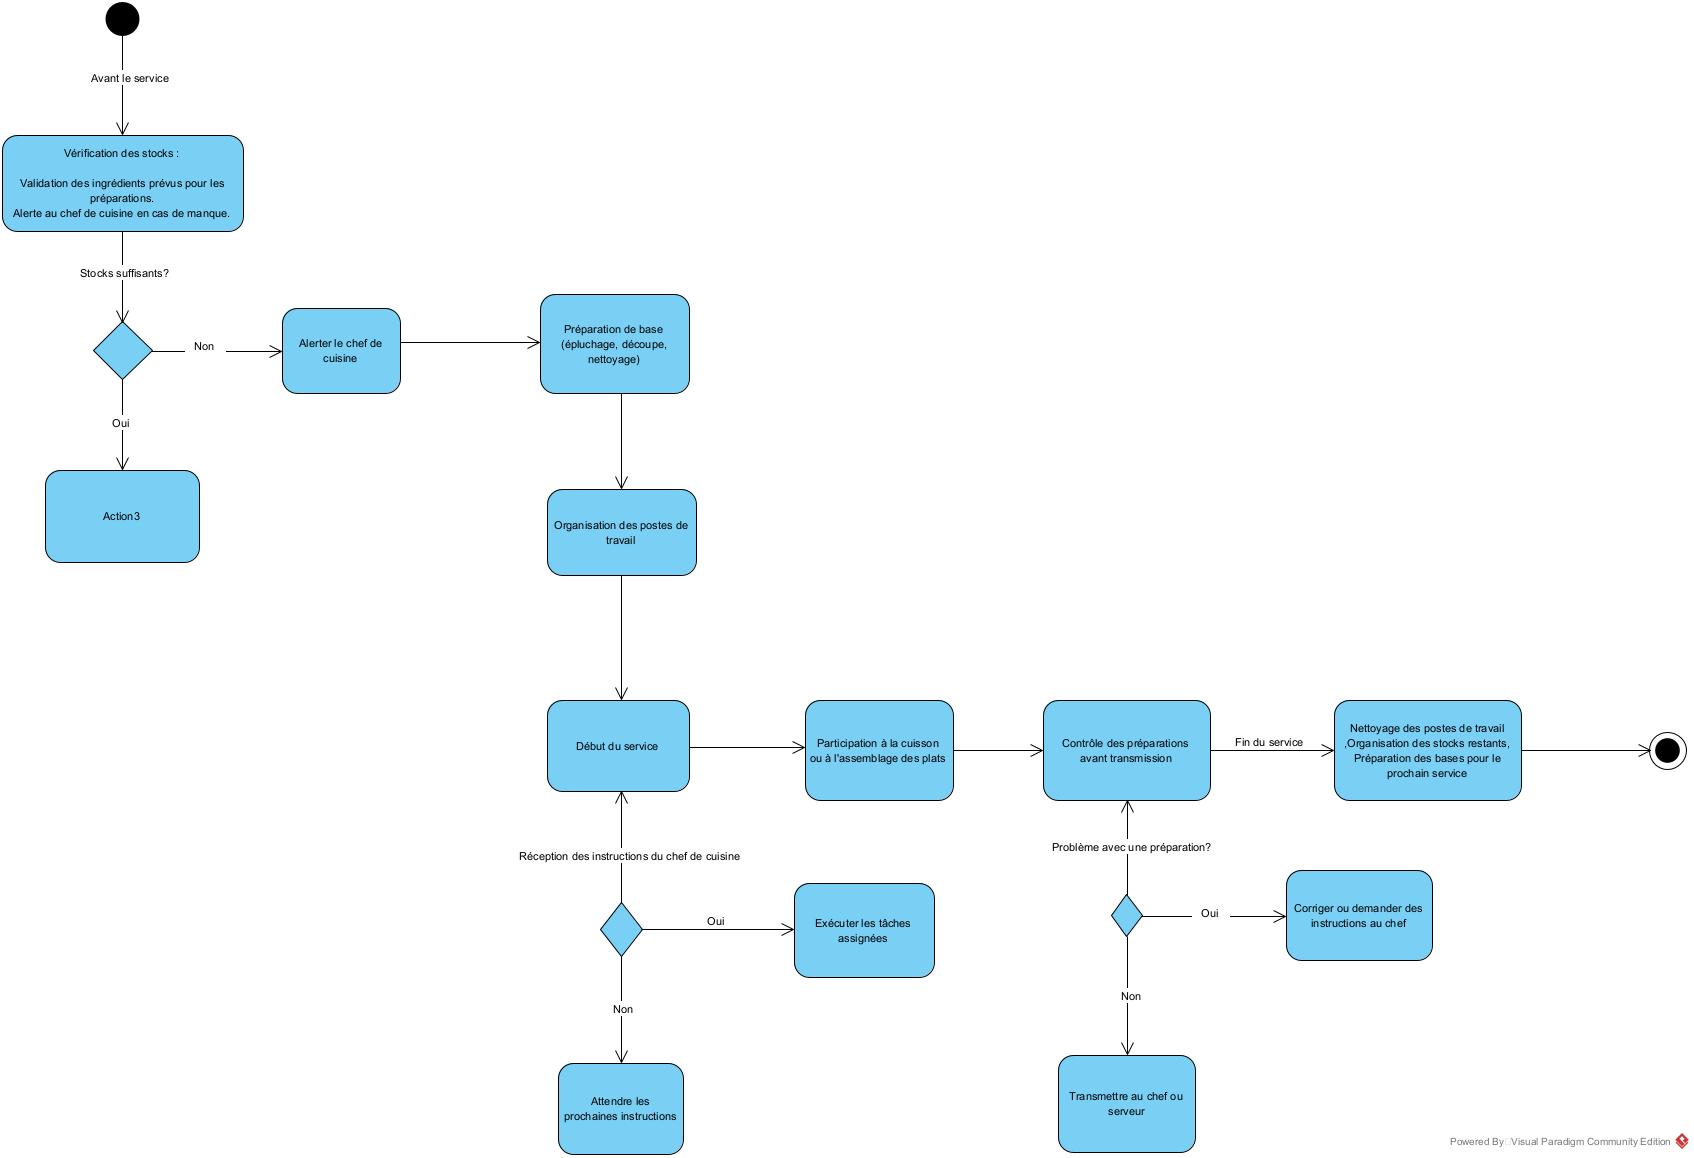 Avant le service
Vérification des stocks :
Validation des ingrédients prévus pour les
préparations.
Alerte au chef de cuisine en cas de manque.
Stocks suffisants?
Non
Alerter le chef de
cuisine
Préparation de base
(épluchage, découpe,
nettoyage)
Oui
Action3
Organisation des postes de
travail
Début du service
Participation à la cuisson
ou à l'assemblage des plats
Contrôle des préparations
avant transmission
Fin du service
Nettoyage des postes de travail
,Organisation des stocks restants,
Préparation des bases pour le
prochain service
Réception des instructions du chef de cuisine
Oui
Exécuter les tâches
assignées
Non
Attendre les
prochaines instructions
Problème avec une préparation?
Oui
Corriger ou demander des
instructions au chef
Non
Transmettre au chef ou
serveur
Powered By Visual Paradigm Community Edition